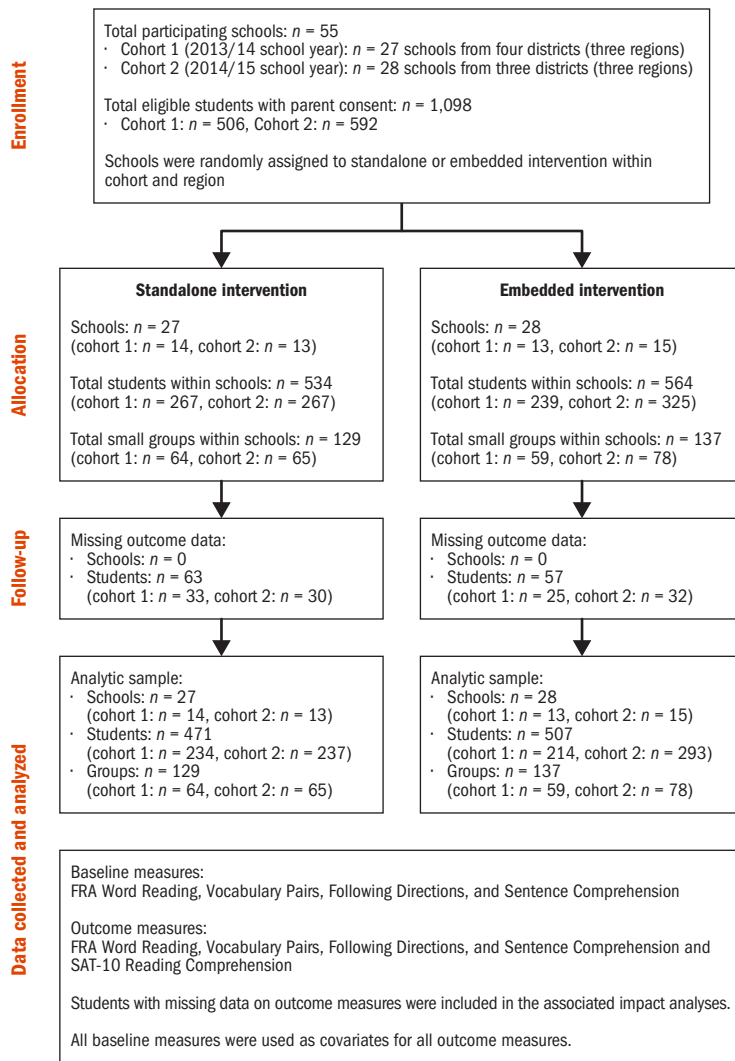 Enrollment
Total participating schools: n = 55
· Cohort 1 (2013/14 school year): n = 27 schools from four districts (three regions)
· Cohort 2 (2014/15 school year): n = 28 schools from three districts (three regions)
Total eligible students with parent consent: n = 1,098
· Cohort 1: n = 506, Cohort 2: n = 592
Schools were randomly assigned to standalone or embedded intervention within
cohort and region
Allocation
Standalone intervention
Schools: n = 27
(cohort 1: n = 14, cohort 2: n = 13)
Total students within schools: n = 534
(cohort 1: n = 267, cohort 2: n = 267)
Total small groups within schools: n = 129
(cohort 1: n = 64, cohort 2: n = 65)
Embedded intervention
Schools: n = 28
(cohort 1: n = 13, cohort 2: n = 15)
Total students within schools: n = 564
(cohort 1: n = 239, cohort 2: n = 325)
Total small groups within schools: n = 137
(cohort 1: n = 59, cohort 2: n = 78)
Follow-up
Missing outcome data:
· Schools: n = 0
· Students: n = 63
(cohort 1: n = 33, cohort 2: n = 30)
Missing outcome data:
· Schools: n = 0
· Students: n = 57
(cohort 1: n = 25, cohort 2: n = 32)
Data collected and analyzed
Analytic sample:
· Schools: n = 27
(cohort 1: n = 14, cohort 2: n = 13)
· Students: n = 471
(cohort 1: n = 234, cohort 2: n = 237)
· Groups: n = 129
(cohort 1: n = 64, cohort 2: n = 65)
Analytic sample:
· Schools: n = 28
(cohort 1: n = 13, cohort 2: n = 15)
· Students: n = 507
(cohort 1: n = 214, cohort 2: n = 293)
· Groups: n = 137
(cohort 1: n = 59, cohort 2: n = 78)
Baseline measures:
FRA Word Reading, Vocabulary Pairs, Following Directions, and Sentence Comprehension
Outcome measures:
FRA Word Reading, Vocabulary Pairs, Following Directions, and Sentence Comprehension and
SAT-10 Reading Comprehension
Students with missing data on outcome measures were included in the associated impact analyses.
All baseline measures were used as covariates for all outcome measures.